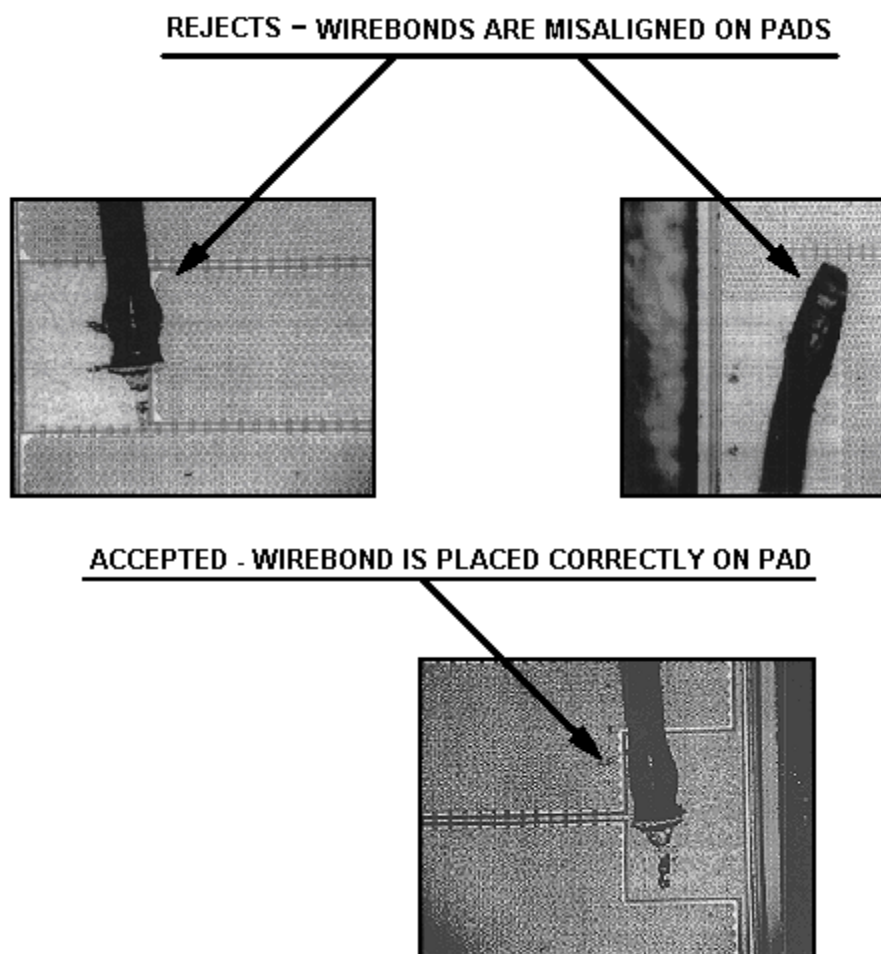 REJECTS – WIREBONDS ARE MISALIGNED ON PADS
ACCEPTED - WIREBOND IS PLACED CORRECTLY ON PAD